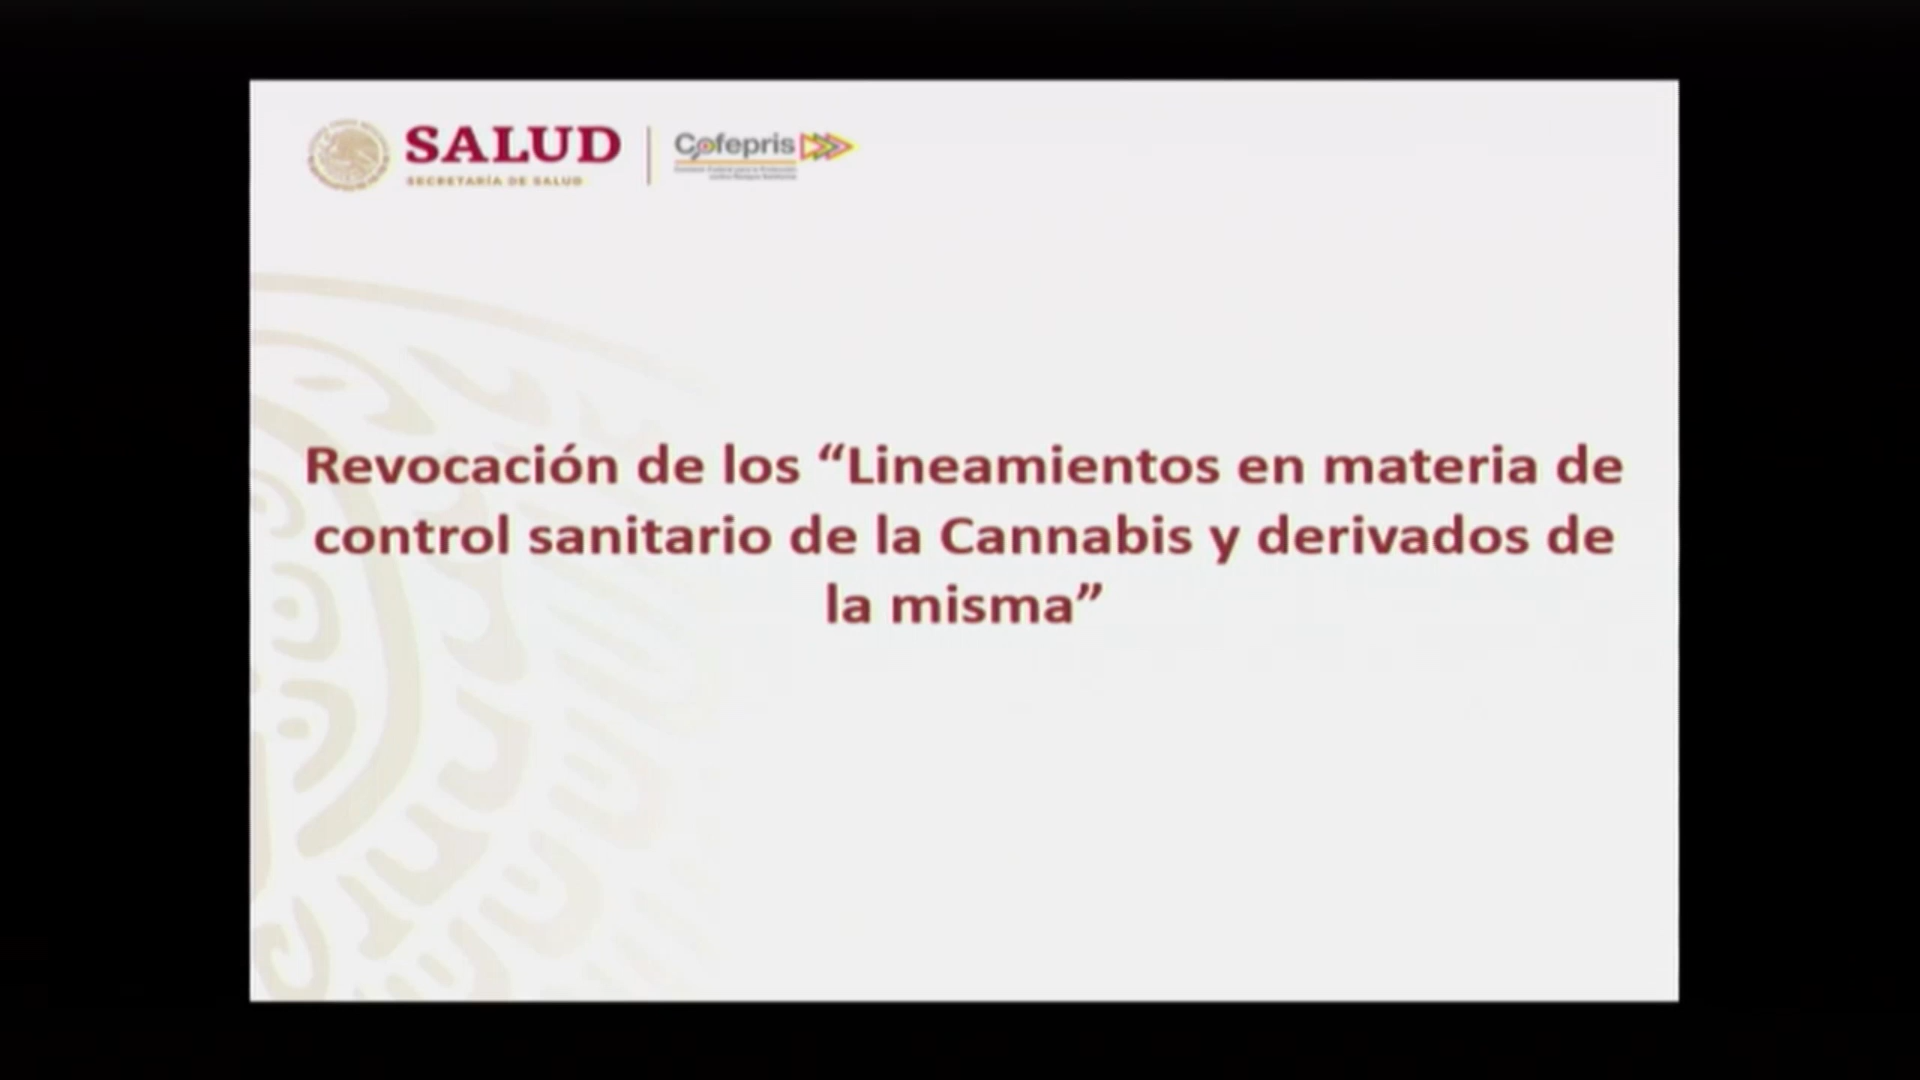 SALUD
SECRETARÍA DE SALUD
Cofepris
Revocación de los “Lineamientos en materia de
control sanitario de la Cannabis y derivados de
la misma”